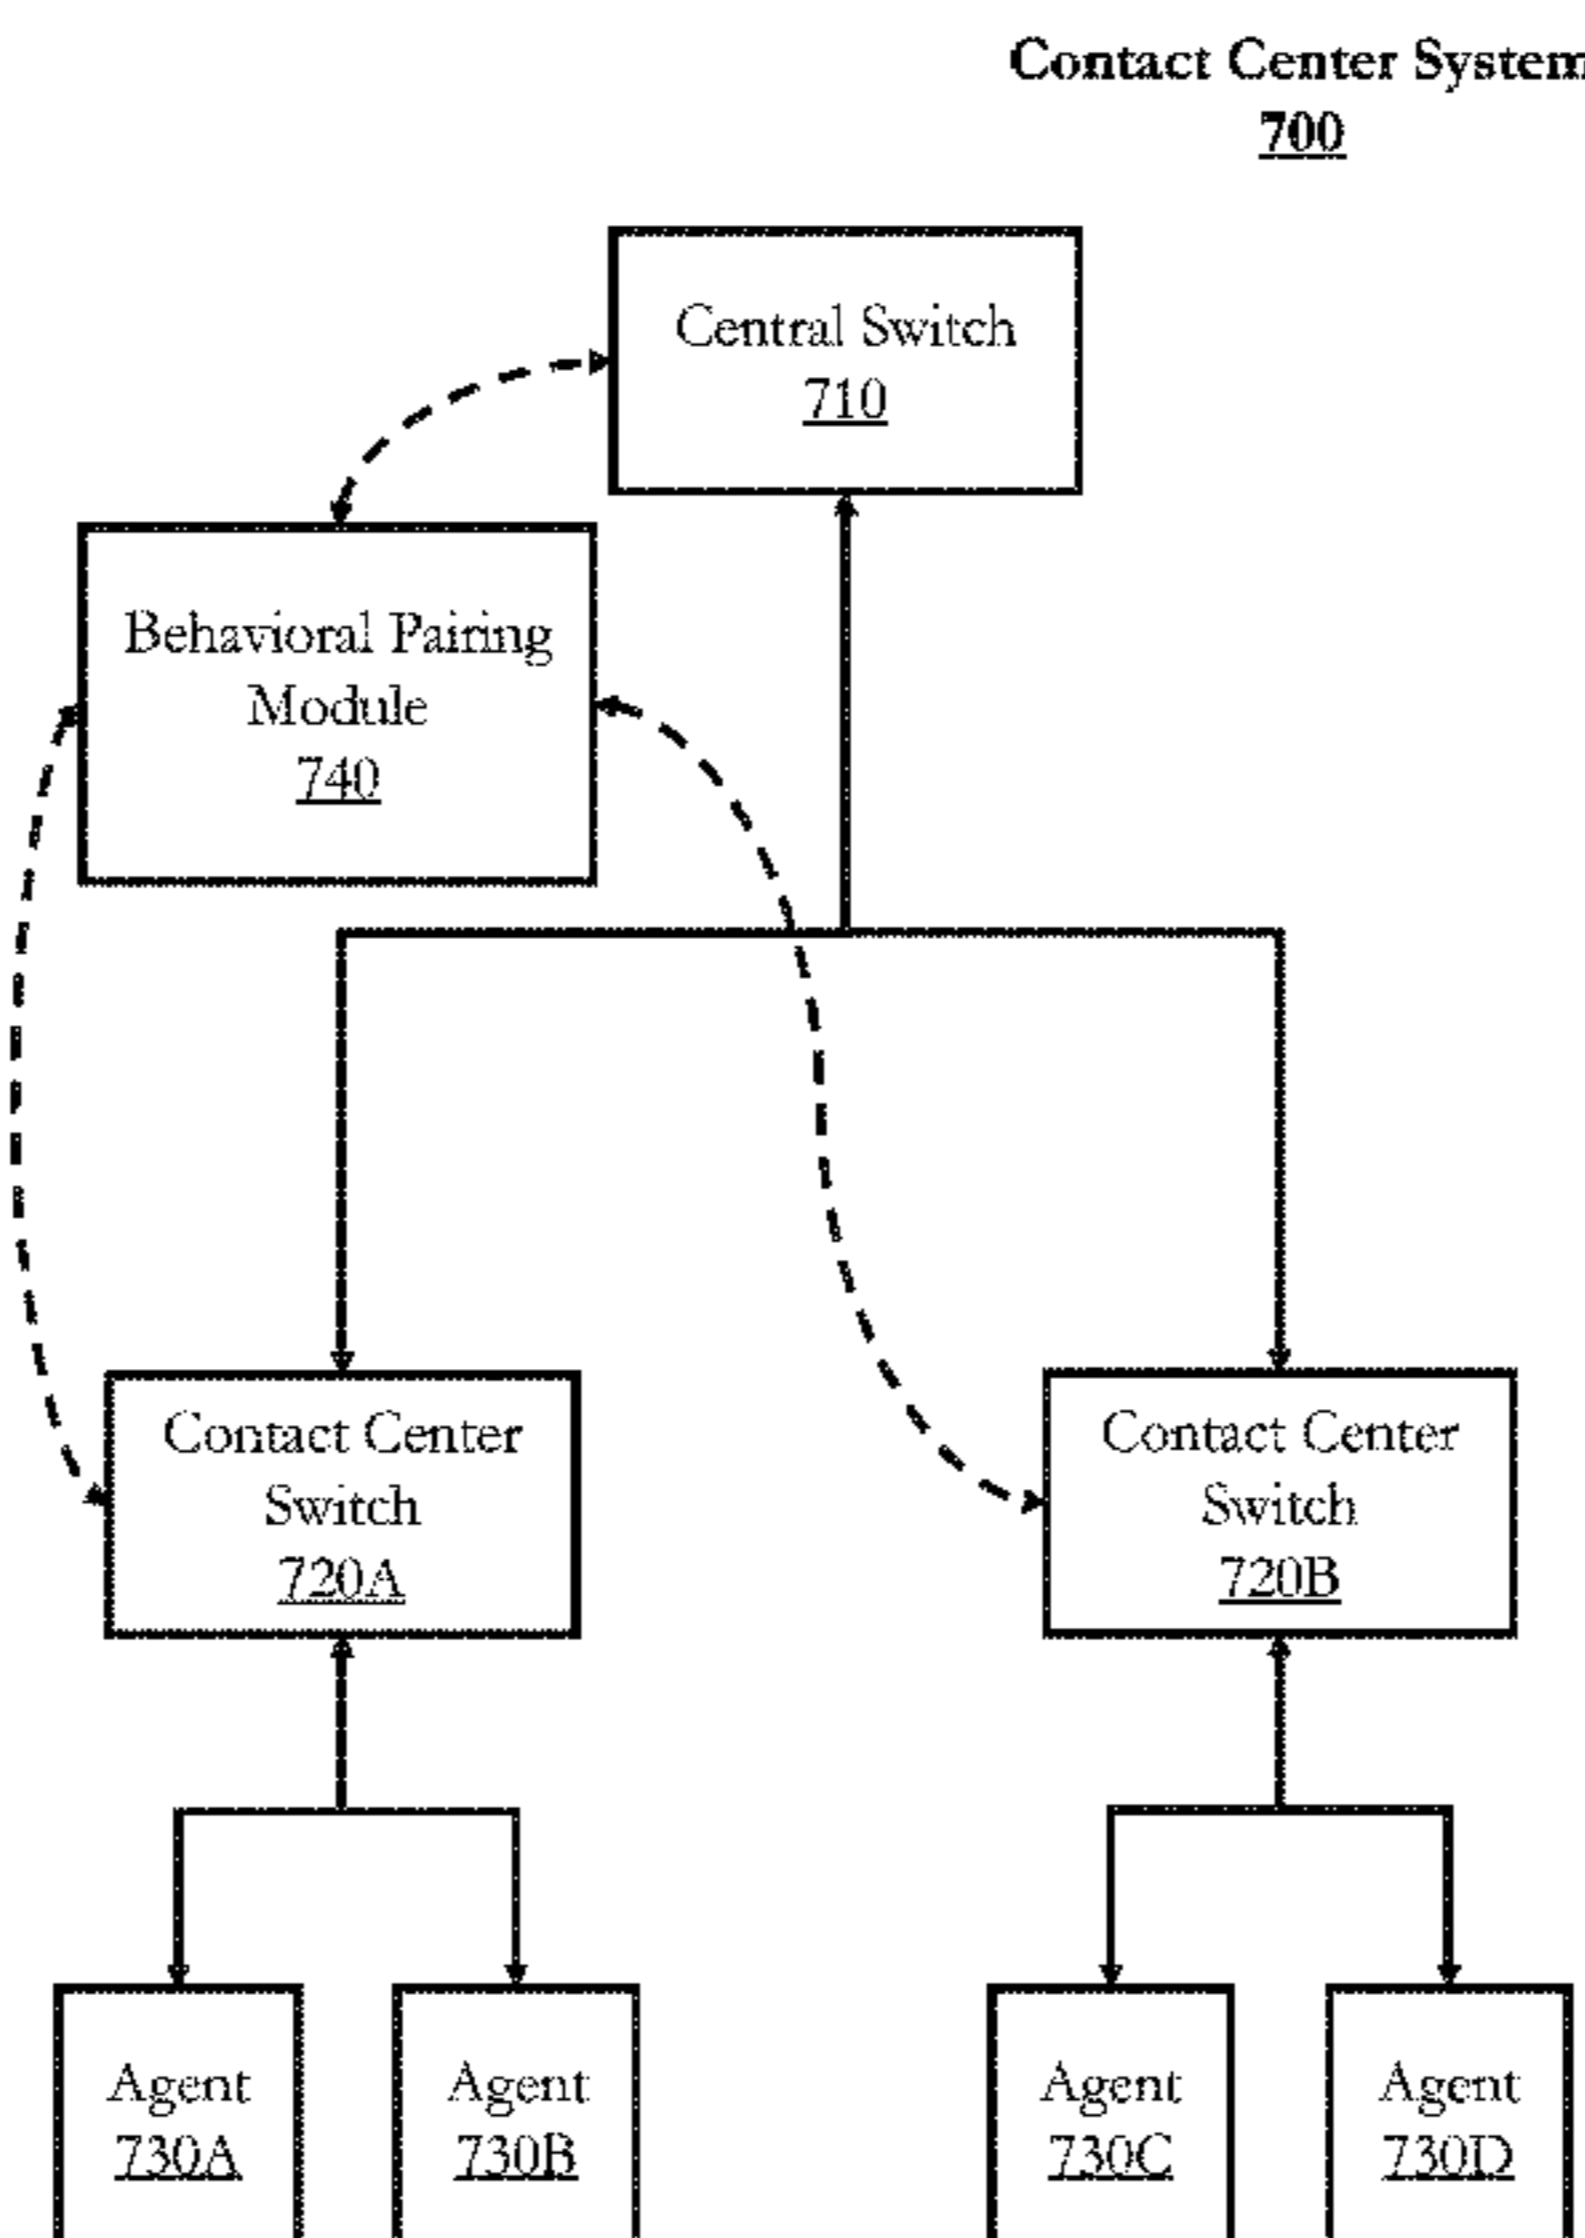 Contact Center System
700
Central Switch
710
Behavioral Pairing
Module
740
Contact Center
Switch
720A
Contact Center
Switch
720B
Agent
730A
Agent
730B
Agent
730C
Agent
730D